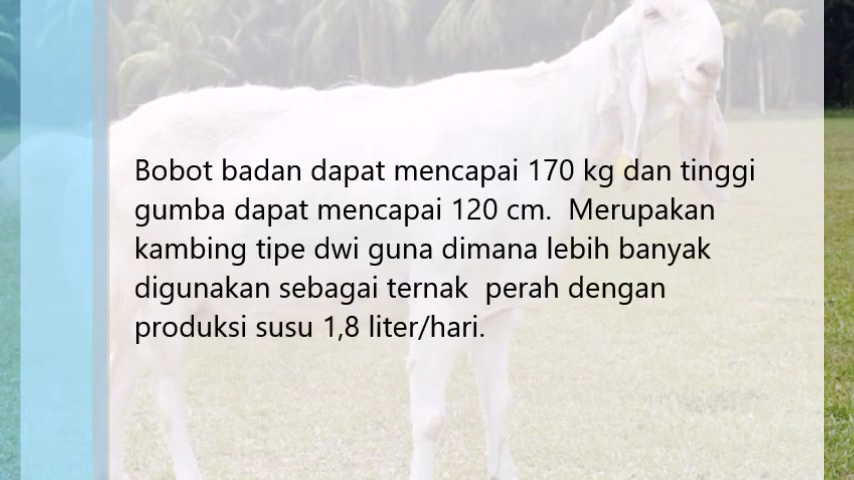 Bobot badan dapat mencapai 170 kg dan tinggi
gumba dapat mencapai 120 cm.  Merupakan
kambing tipe dwi guna dimana lebih banyak
digunakan sebagai ternak  perah dengan
produksi susu 1,8 liter/hari.